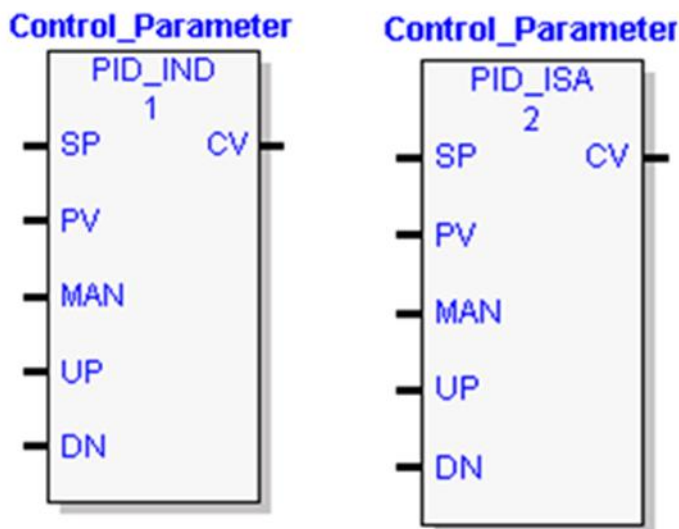 Control_Parameter
PID_IND
1
SP CV
PV
MAN
UP
DN
Control_Parameter
PID_ISA
2
SP CV
PV
MAN
UP
DN